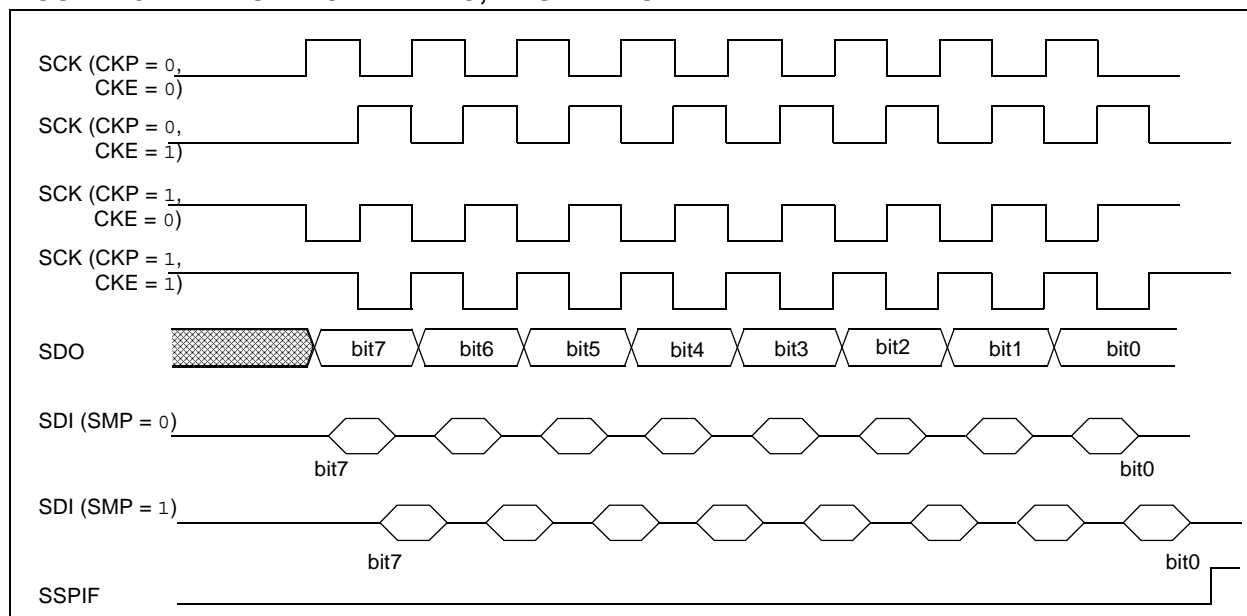 SCK (CKP = 0,
CKE = 0)
SCK (CKP = 0,
CKE = 1)
SCK (CKP = 1,
CKE = 0)
SCK (CKP = 1,
CKE = 1)
SDO bit7 bit6 bit5 bit4 bit3 bit2 bit1 bit0
SDI (SMP = 0)
bit7 bit0
SDI (SMP = 1)
bit7 bit0
SSPIF